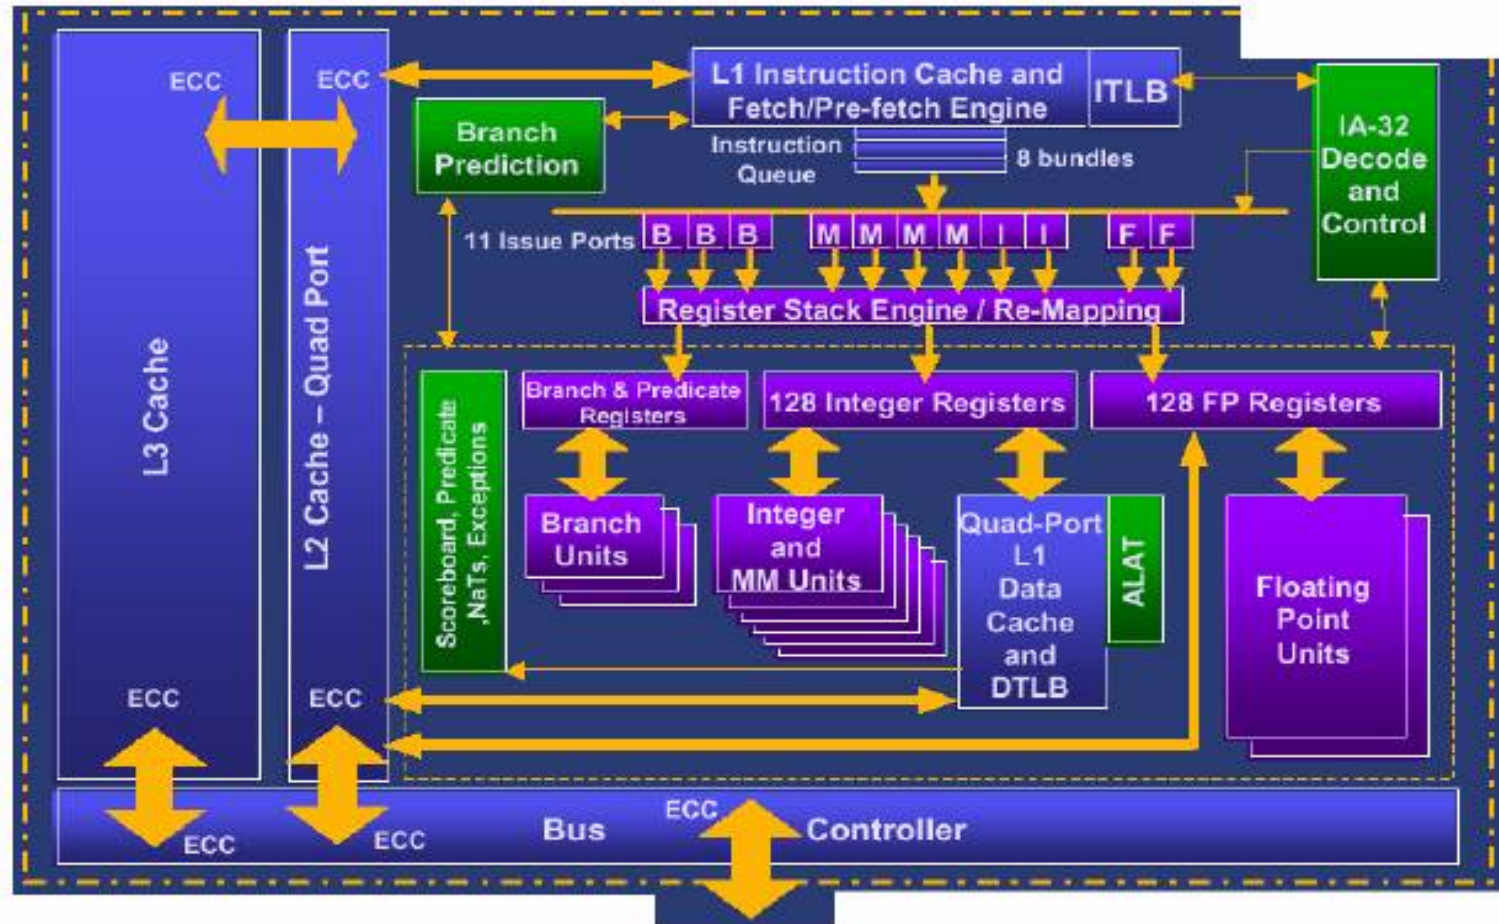 ECC
ECC
L1 Instruction Cache and
Fetch/Pre-fetch Engine
ITLB
Branch
Prediction
IA-32
Decode
and
Control
Instruction
Queue
8 bundles
11 Issue Ports
B B B M M M M I I F F
Register Stack Engine / Re-Mapping
L3 Cache
L2 Cache – Quad Port
Scoreboard, Predicate
,NaTs, Exceptions
Branch & Predicate
Registers
128 Integer Registers
128 FP Registers
Branch
Units
Integer
and
MM Units
Quad-Port
L1
Data
Cache
and
DTLB
ALAT
Floating
Point
Units
ECC
ECC
ECC
ECC
ECC
Bus Controller